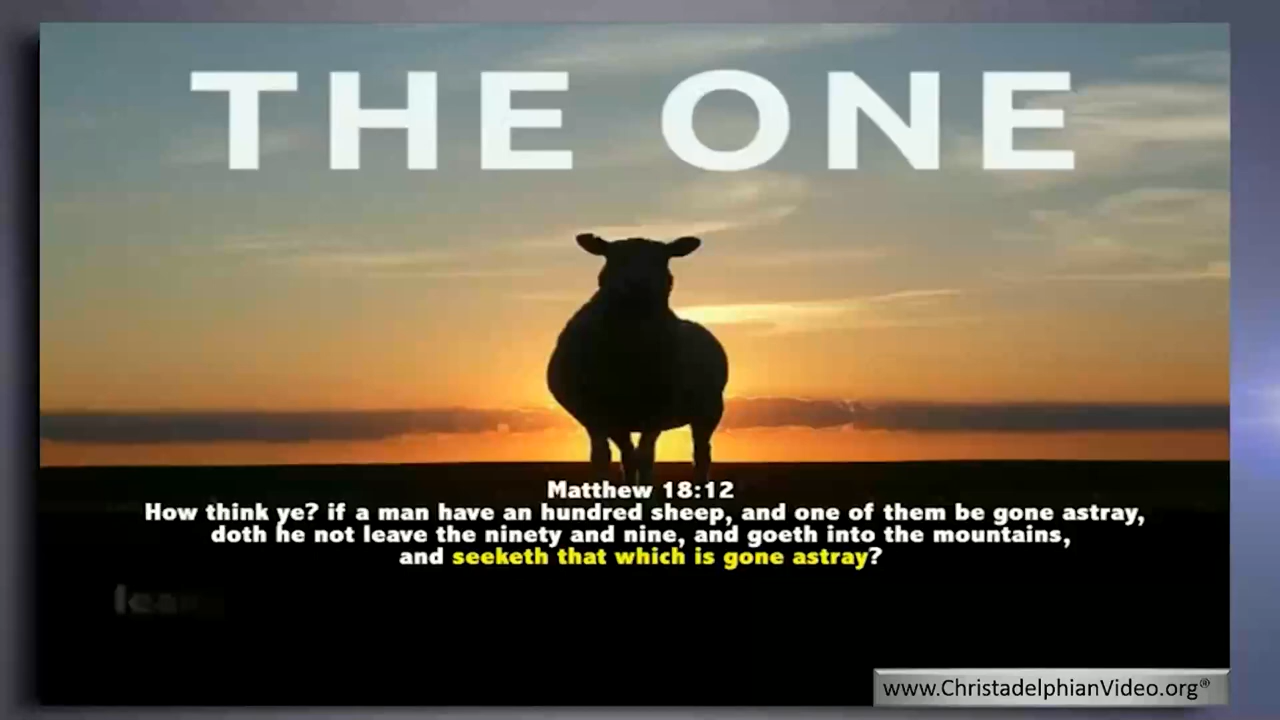 THE ONE
Matthew 18:12
How think ye? if a man have an hundred sheep, and one of them be gone astray,
doth he not leave the ninety and nine, and goeth into the mountains,
and seeketh that which is gone astray?
www.ChristadelphianVideo.org®